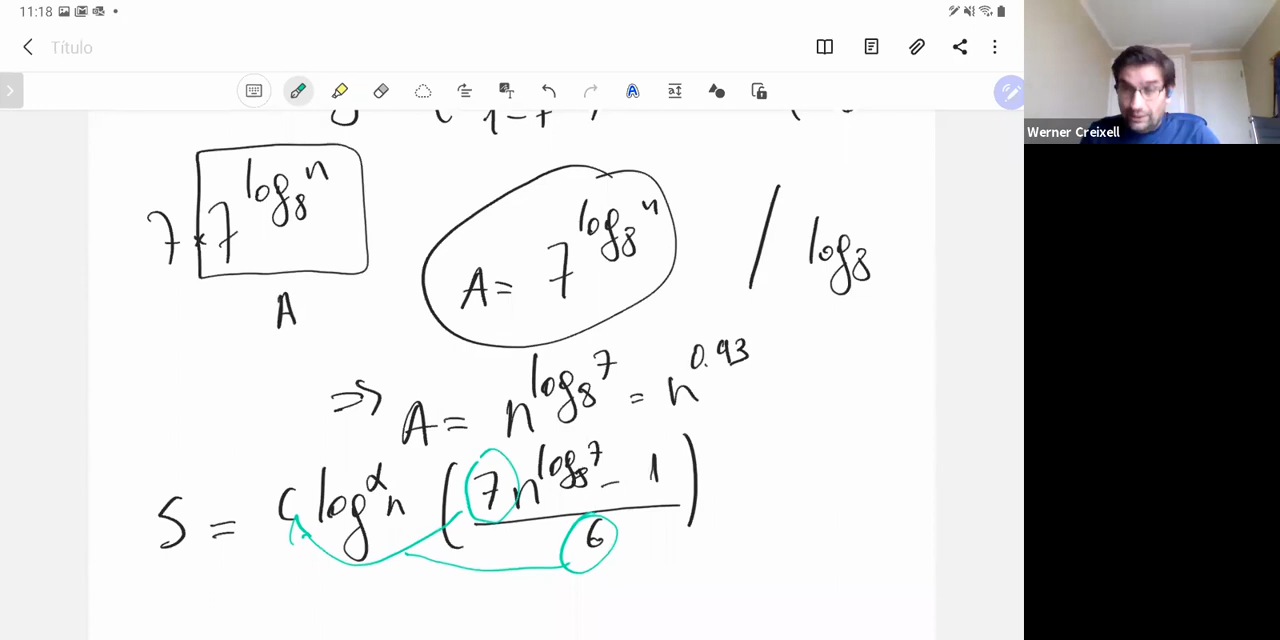 11:18
Título
Werner Creixell
7 × 7^{log_8 n}
A
A = 7^{log_8 n} / log_8
⇒ A = n^{log_8 7} = n^{0.93}
S = c log^α n ( (7 n^{log_8 7} - 1) / 6 )